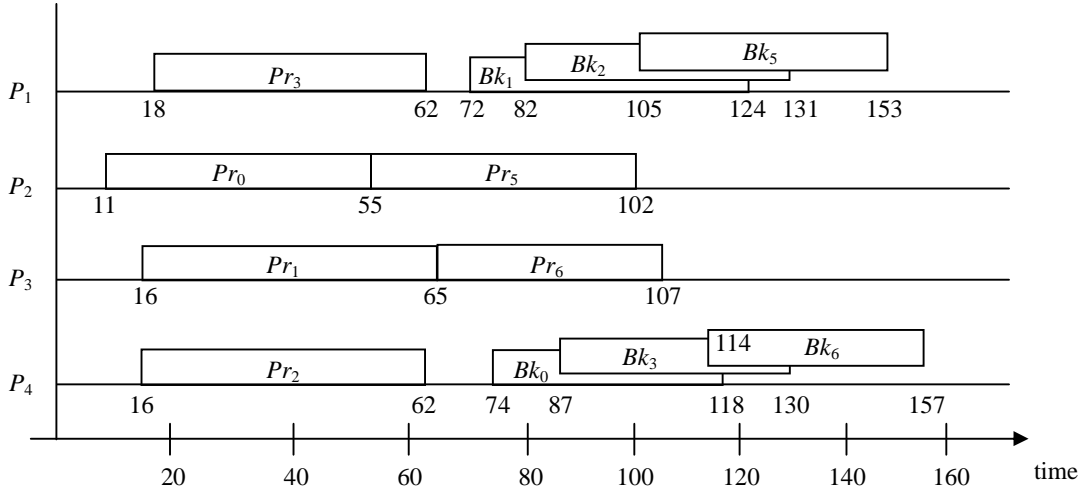 Pr3 Bk1 Bk2 Bk5
P1
18 62 72 82 105 124 131 153
Pr0 Pr5
P2
11 55 102
Pr1 Pr6
P3
16 65 107
Pr2 Bk0 Bk3 114 Bk6
P4
16 62 74 87 118 130 157
20 40 60 80 100 120 140 160 time